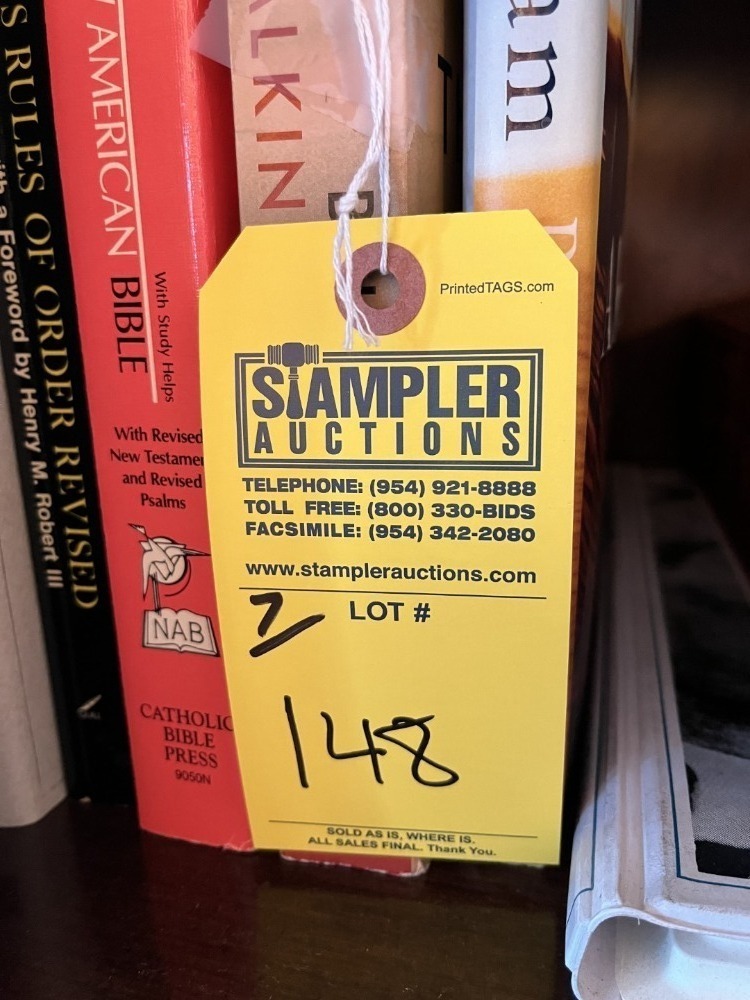 S RULES OF ORDER REVISED
th a Foreword by Henry M. Robert III
AMERICAN BIBLE
With Study Helps
With Revised
New Testame
and Revised
Psalms
NAB
CATHOLIC
BIBLE
PRESS
9050N
ALKIN
am
PrintedTAGS.com
STAMPLER
AUCTIONS
TELEPHONE: (954) 921-8888
TOLL FREE: (800) 330-BIDS
FACSIMILE: (954) 342-2080
www.stamplerauctions.com
7 LOT #
148
SOLD AS IS, WHERE IS.
ALL SALES FINAL. Thank You.